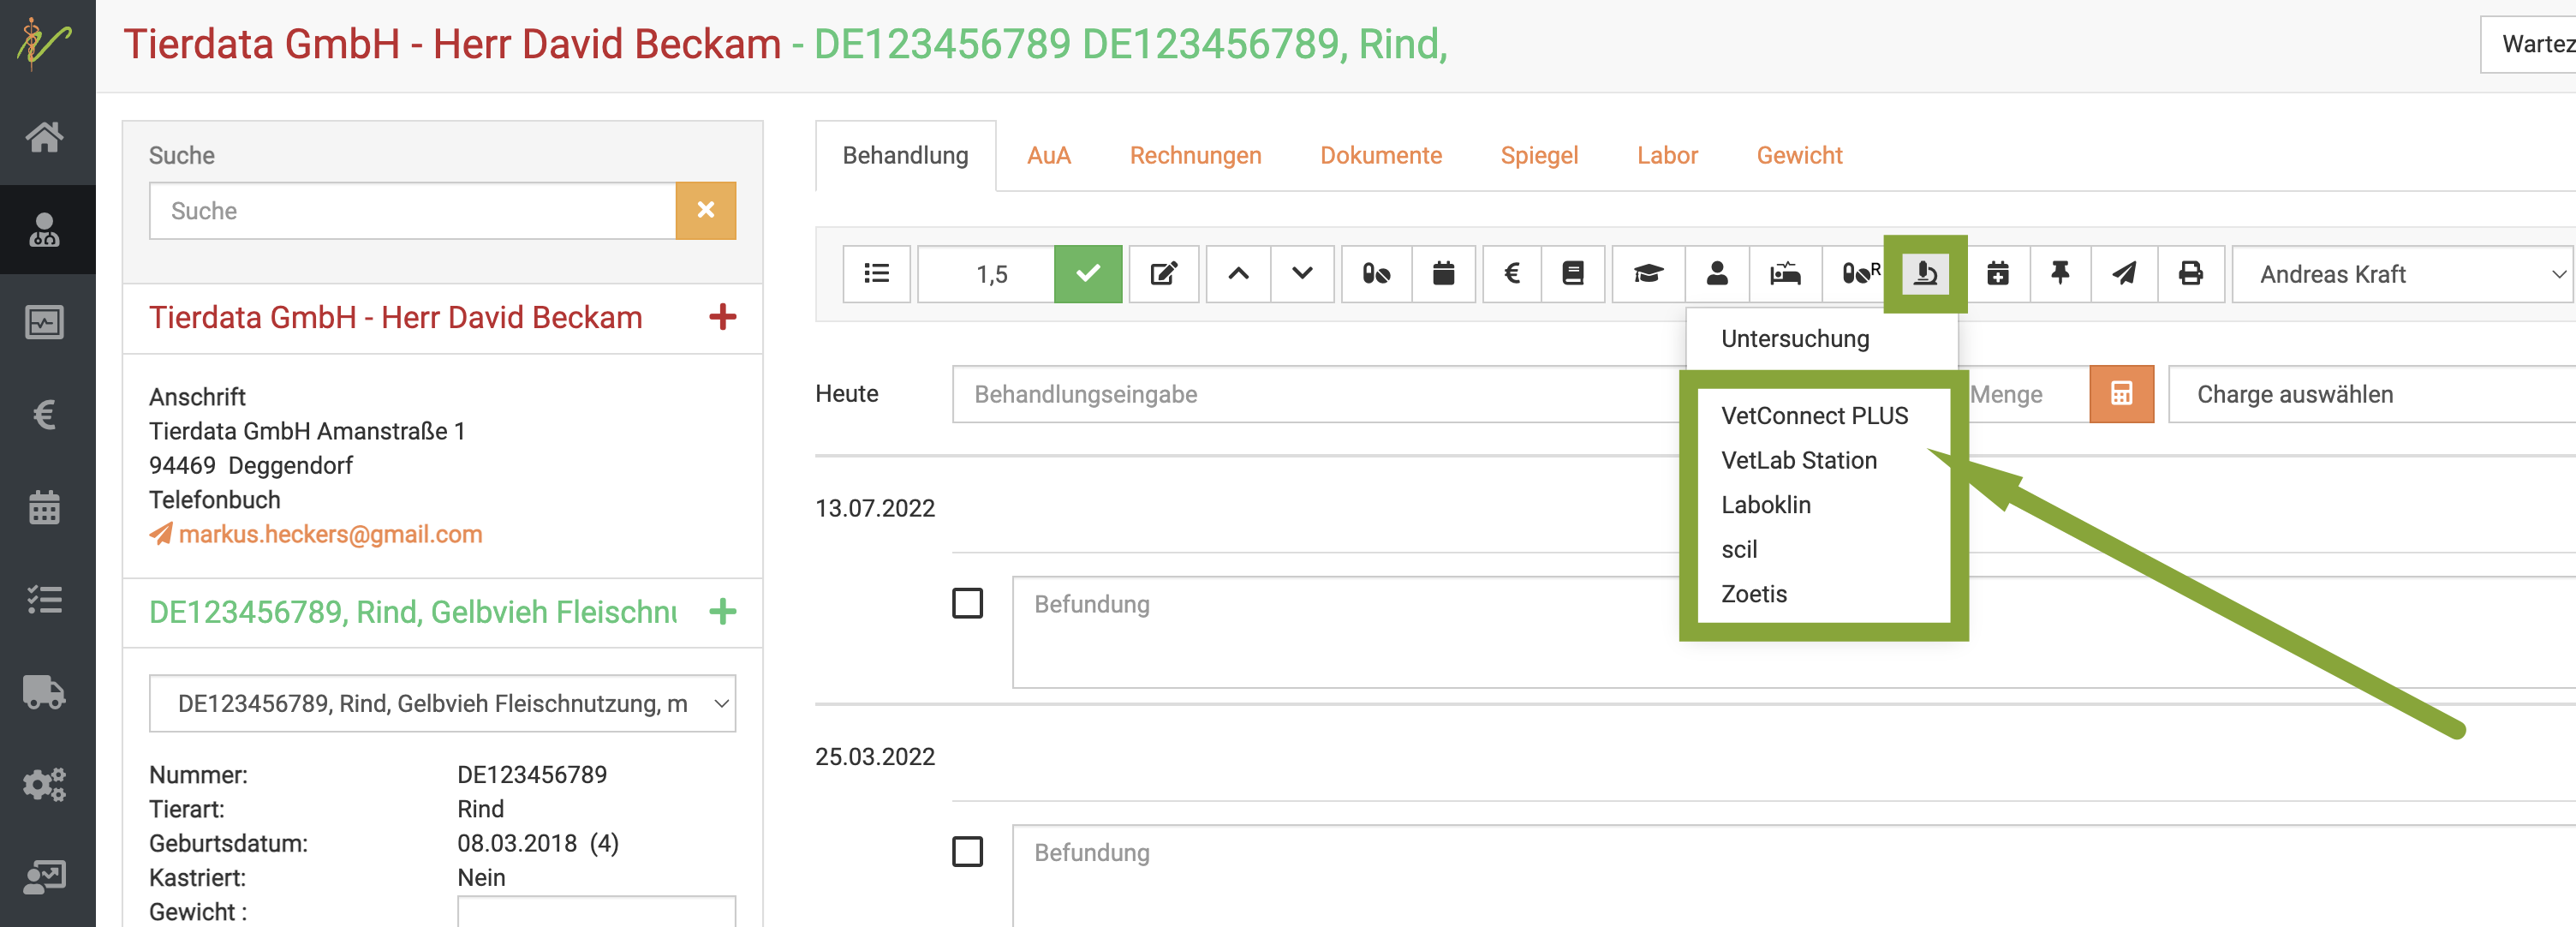 Tierdata GmbH - Herr David Beckam - DE123456789 DE123456789, Rind,
Suche
Suche
Tierdata GmbH - Herr David Beckam
Anschrift
Tierdata GmbH Amanstraße 1
94469 Deggendorf
Telefonbuch
markus.heckers@gmail.com
DE123456789, Rind, Gelbvieh Fleischnu
DE123456789, Rind, Gelbvieh Fleischnutzung, m
Nummer: DE123456789
Tierart: Rind
Geburtsdatum: 08.03.2018 (4)
Kastriert: Nein
Gewicht :
Behandlung AuA Rechnungen Dokumente Spiegel Labor Gewicht
1,5 € R Andreas Kraft
Untersuchung
VetConnect PLUS
VetLab Station
Laboklin
scil
Zoetis
Heute Behandlungseingabe Menge Charge auswählen
13.07.2022
Befundung
25.03.2022
Befundung